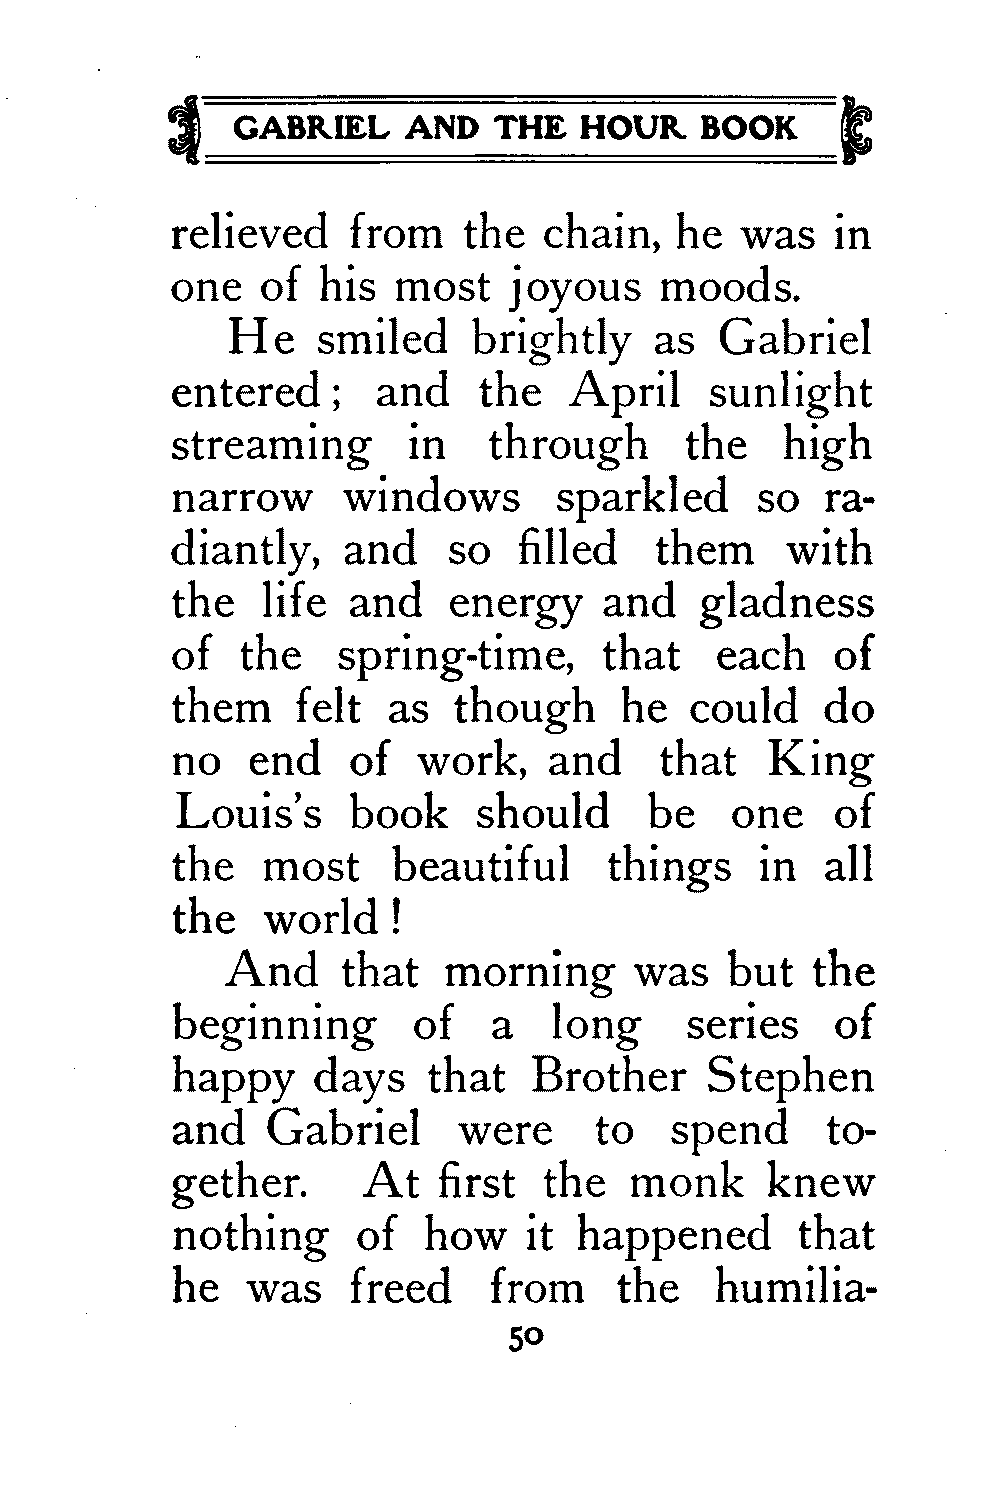 GABRIEL AND THE HOUR BOOK
relieved from the chain, he was in
one of his most joyous moods.
He smiled brightly as Gabriel
entered; and the April sunlight
streaming in through the high
narrow windows sparkled so ra-
diantly, and so filled them with
the life and energy and gladness
of the spring-time, that each of
them felt as though he could do
no end of work, and that King
Louis's book should be one of
the most beautiful things in all
the world!
And that morning was but the
beginning of a long series of
happy days that Brother Stephen
and Gabriel were to spend to-
gether. At first the monk knew
nothing of how it happened that
he was freed from the humilia-
50